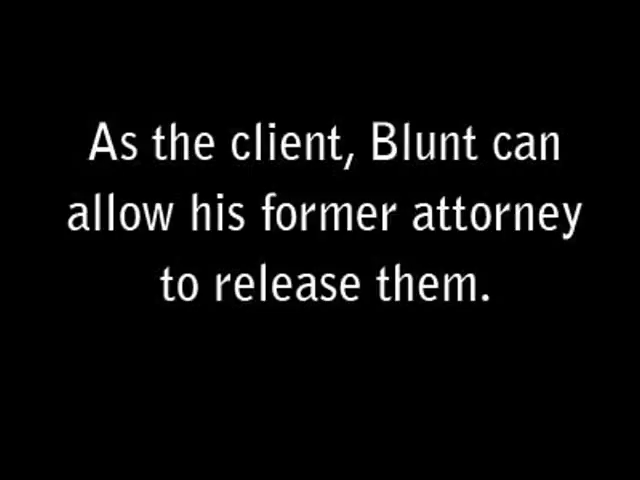 As the client, Blunt can
allow his former attorney
to release them.